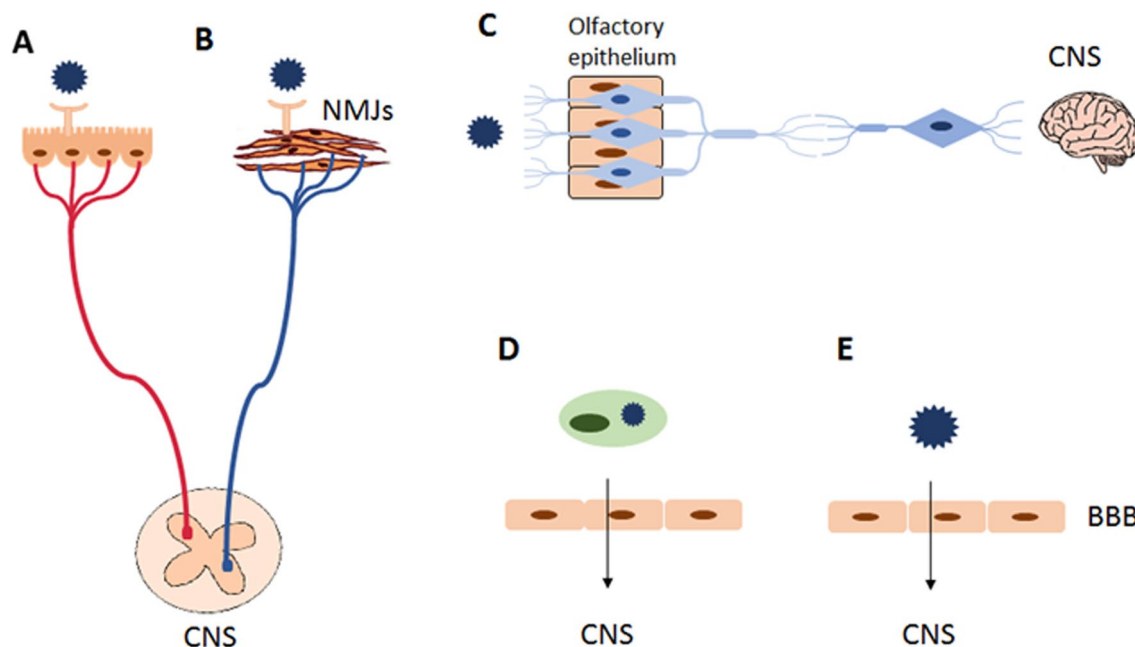 A
B
NMJs
CNS
C
Olfactory
epithelium
CNS
D
CNS
E
BBB
CNS